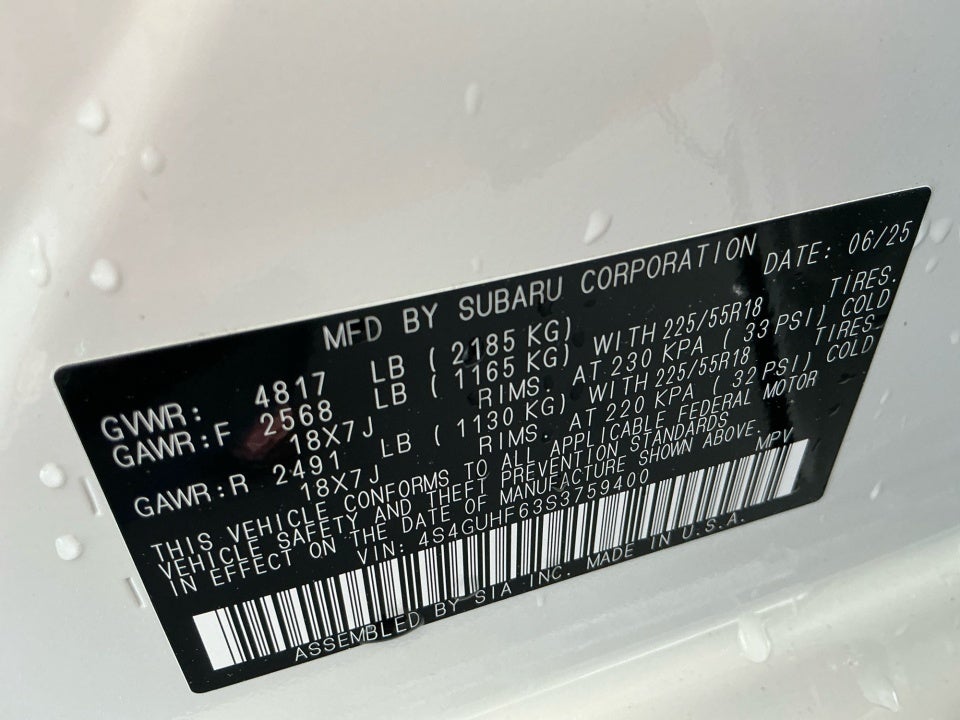 MFD BY SUBARU CORPORATION DATE: 06/25
GVWR: 4817 LB ( 2185 KG)
GAWR:F 2568 LB ( 1165 KG) WITH 225/55R18 TIRES.
18X7J RIMS. AT 230 KPA ( 33 PSI) COLD
GAWR:R 2491 LB ( 1130 KG) WITH 225/55R18 TIRES.
18X7J RIMS. AT 220 KPA ( 32 PSI) COLD
THIS VEHICLE CONFORMS TO ALL APPLICABLE FEDERAL MOTOR
VEHICLE SAFETY AND THEFT PREVENTION STANDARDS
IN EFFECT ON THE DATE OF MANUFACTURE SHOWN ABOVE.
VIN: 4S4GUHF63S3759400 MPV
ASSEMBLED BY SIA INC. MADE IN U.S.A.